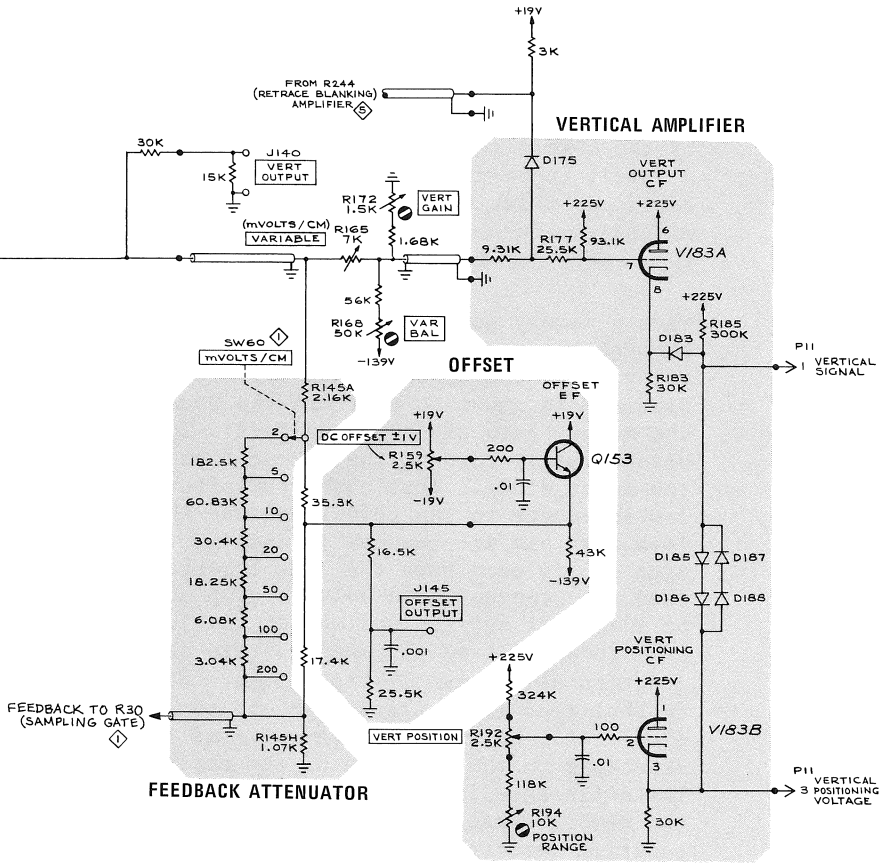 +19V
3K
FROM R244
(RETRACE BLANKING)
AMPLIFIER 5
VERTICAL AMPLIFIER
30K
J140
VERT
OUTPUT
15K
D175
VERT
OUTPUT
CF
R172
1.5K
VERT
GAIN
+225V
+225V
6
(mVOLTS/CM)
VARIABLE
R165
7K
1.68K
9.31K
R177
25.5K
93.1K
7
V183A
8
56K
+225V
R168
50K
VAR
BAL
R185
300K
SW60 1
mVOLTS/CM
-139V
D183
P11
1 VERTICAL
SIGNAL
OFFSET
R183
30K
R145A
2.16K
OFFSET
EF
+19V
+19V
2
DC OFFSET ±1V
200
Q153
182.5K
R159
2.5K
5
.01
60.83K
35.3K
-19V
10
30.4K
20
16.5K
43K
D185
D187
18.25K
J145
OFFSET
OUTPUT
-139V
50
D186
D188
6.08K
100
.001
VERT
POSITIONING
CF
3.04K
17.4K
+225V
200
25.5K
324K
+225V
1
FEEDBACK TO R30
(SAMPLING GATE)
1
VERT POSITION
R192
2.5K
100
2
V183B
R145H
1.07K
.01
3
118K
P11
3 VERTICAL
POSITIONING
VOLTAGE
FEEDBACK ATTENUATOR
R194
10K
POSITION
RANGE
30K